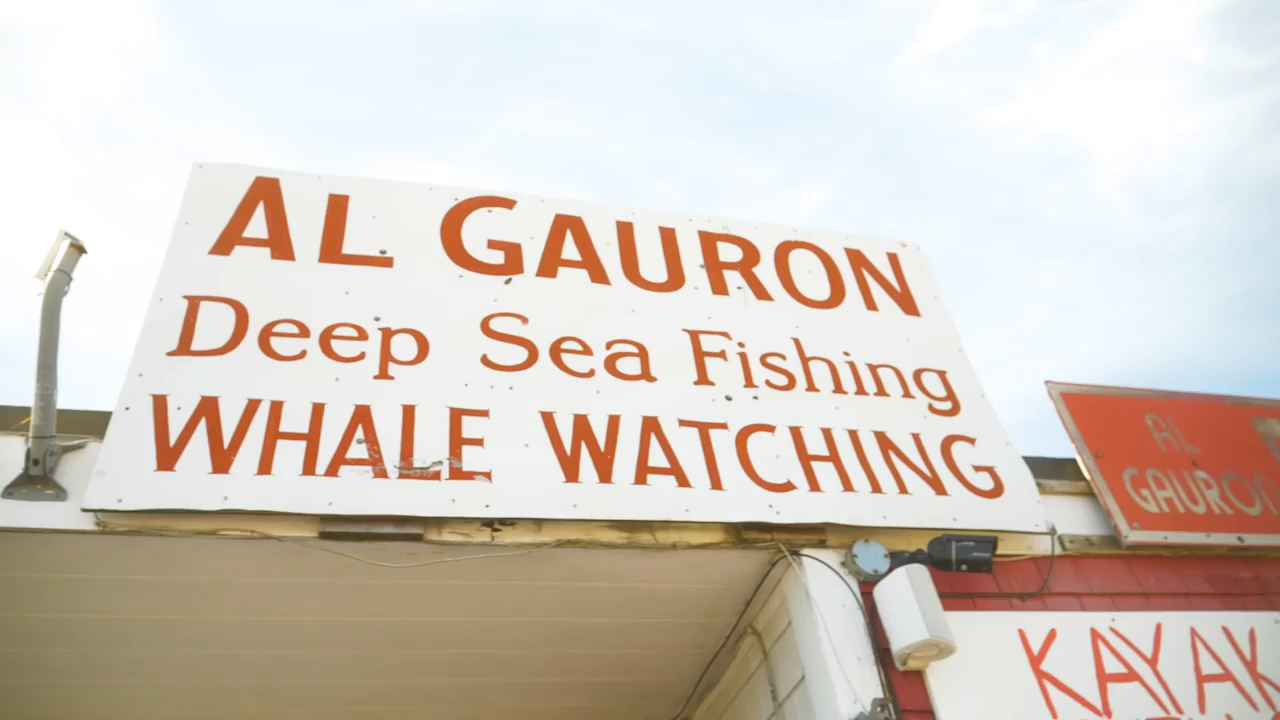 AL GAURON
Deep Sea Fishing
WHALE WATCHING
AL
GAURON
KAYAK